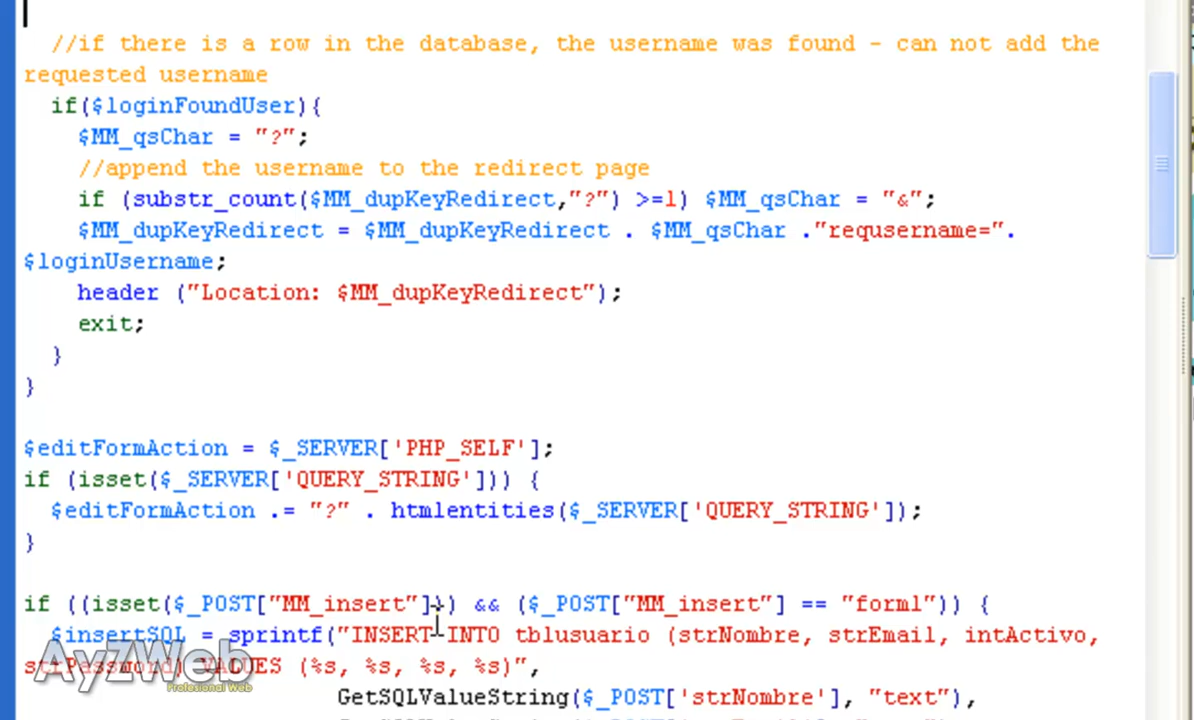 //if there is a row in the database, the username was found - can not add the
requested username
if($loginFoundUser){
$MM_qsChar = "?";
//append the username to the redirect page
if (substr_count($MM_dupKeyRedirect,"?") >=1) $MM_qsChar = "&";
$MM_dupKeyRedirect = $MM_dupKeyRedirect . $MM_qsChar ."requsername=".
$loginUsername;
header ("Location: $MM_dupKeyRedirect");
exit;
}
}
$editFormAction = $_SERVER['PHP_SELF'];
if (isset($_SERVER['QUERY_STRING'])) {
$editFormAction .= "?" . htmlentities($_SERVER['QUERY_STRING']);
}
if ((isset($_POST["MM_insert"])) && ($_POST["MM_insert"] == "form1")) {
$insertSQL = sprintf("INSERT INTO tblusuario (strNombre, strEmail, intActivo,
strPassword) VALUES (%s, %s, %s, %s)",
GetSQLValueString($_POST['strNombre'], "text"),
AyZWeb
Profesional Web